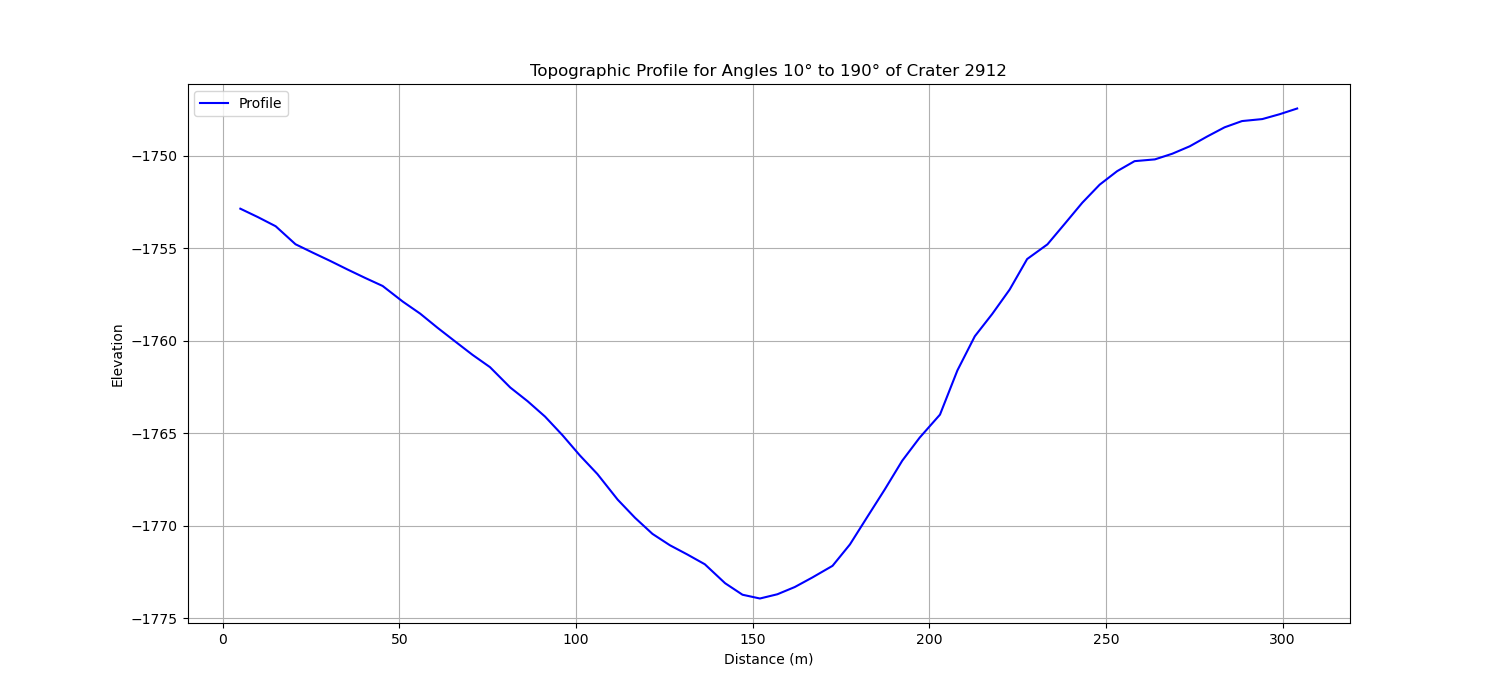 Topographic Profile for Angles 10° to 190° of Crater 2912
Profile
−1750
−1755
−1760
−1765
−1770
−1775
Elevation
0 50 100 150 200 250 300
Distance (m)